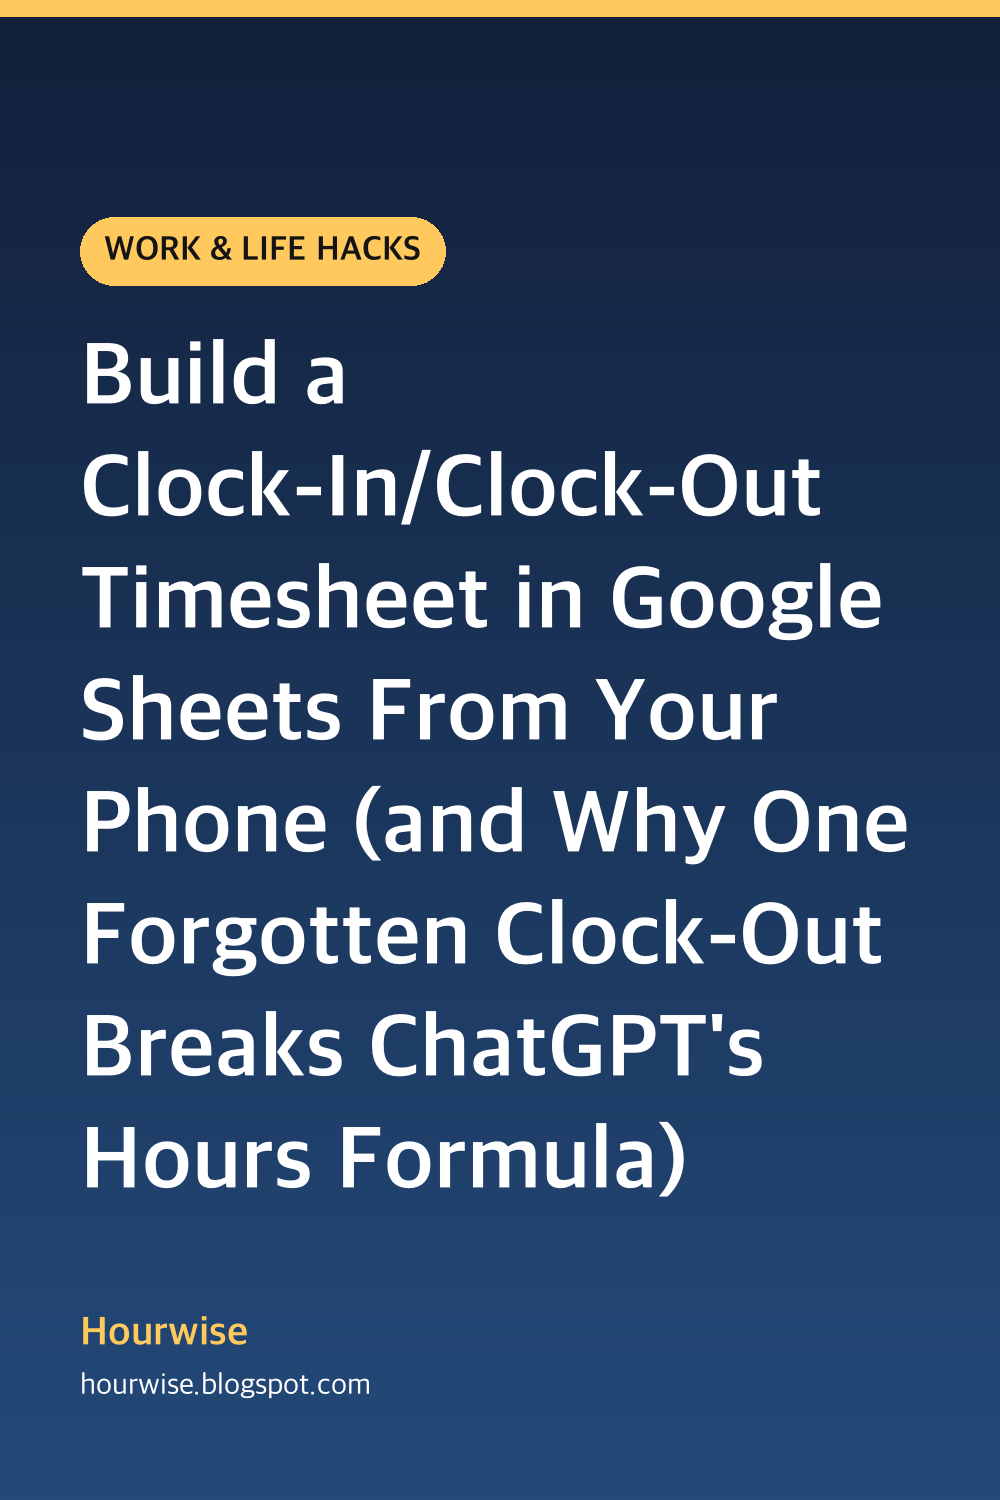 WORK & LIFE HACKS
Build a
Clock-In/Clock-Out
Timesheet in Google
Sheets From Your
Phone (and Why One
Forgotten Clock-Out
Breaks ChatGPT's
Hours Formula)
Hourwise
hourwise.blogspot.com